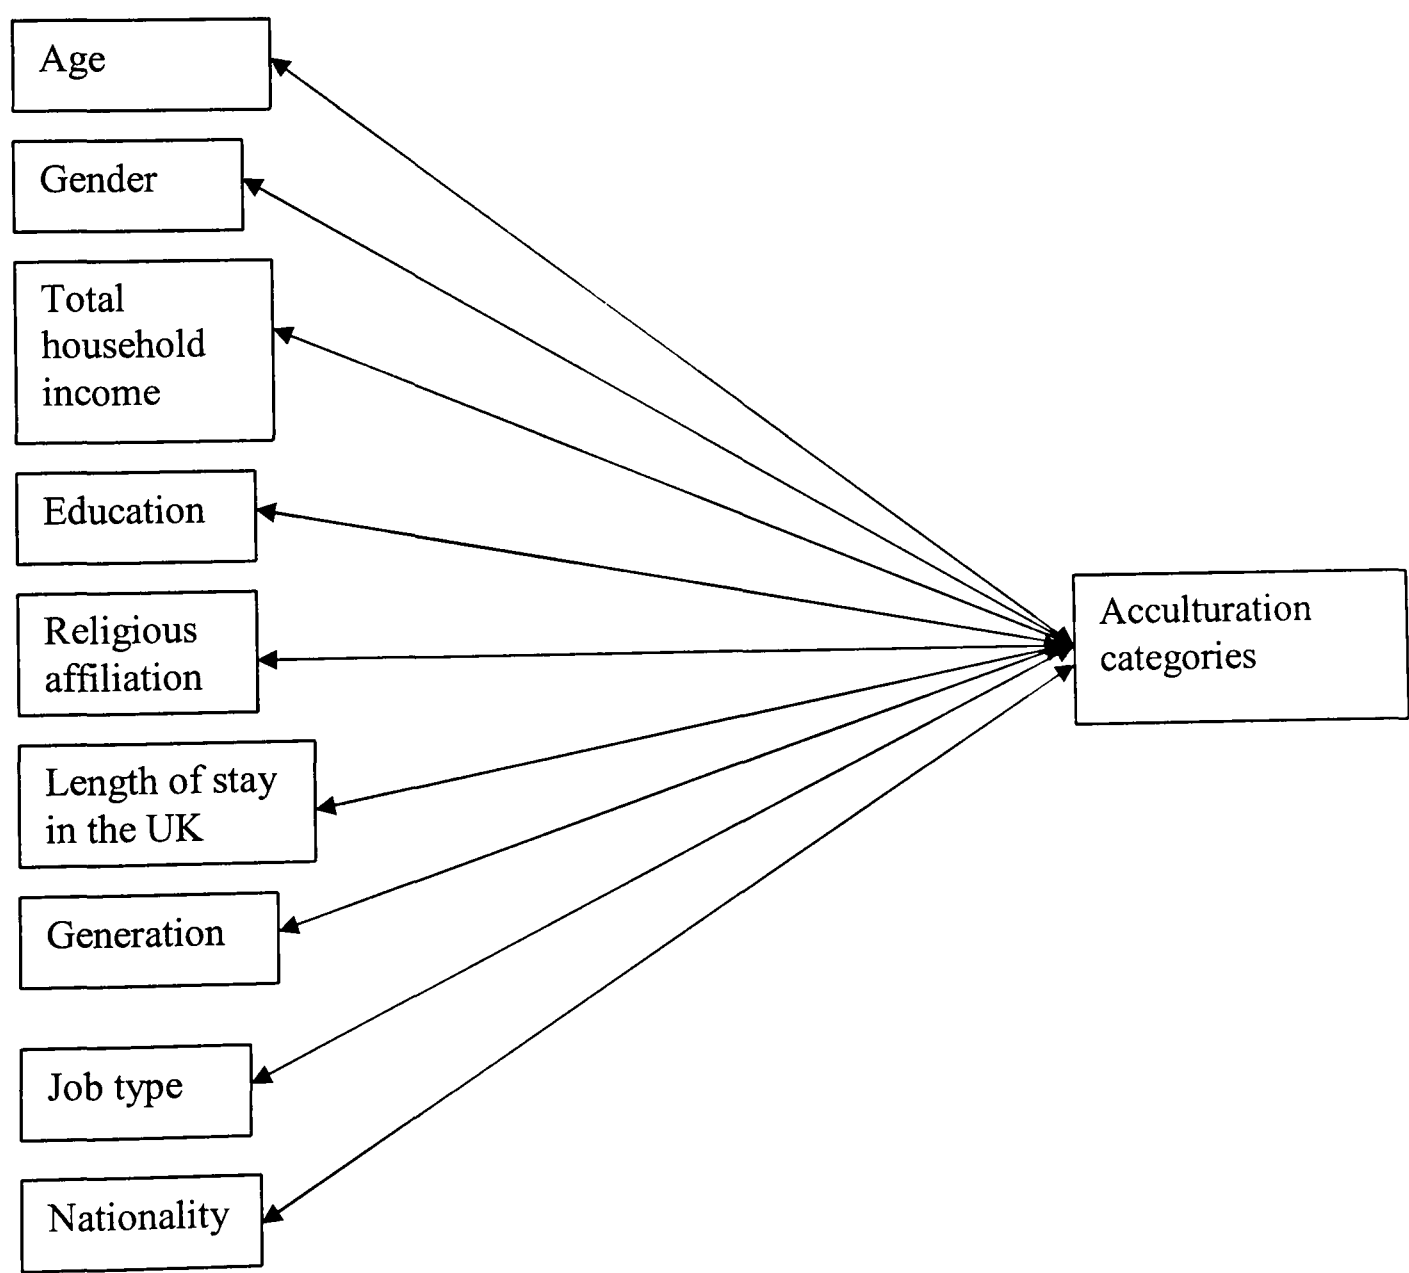 Age
Gender
Total
household
income
Education
Religious
affiliation
Length of stay
in the UK
Generation
Job type
Nationality
Acculturation
categories